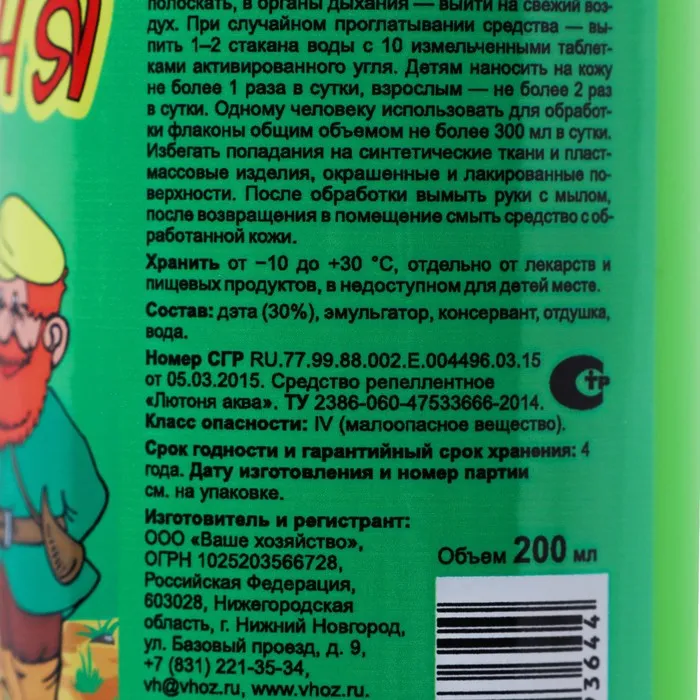 полоскать, в органы дыхания — выйти на свежий воз-
дух. При случайном проглатывании средства — вы-
пить 1–2 стакана воды с 10 измельченными таблет-
ками активированного угля. Детям наносить на кожу
не более 1 раза в сутки, взрослым — не более 2 раз
в сутки. Одному человеку использовать для обработ-
ки флаконы общим объемом не более 300 мл в сутки.
Избегать попадания на синтетические ткани и пласт-
массовые изделия, окрашенные и лакированные по-
верхности. После обработки вымыть руки с мылом,
после возвращения в помещение смыть средство с об-
работанной кожи.
Хранить от −10 до +30 °С, отдельно от лекарств и
пищевых продуктов, в недоступном для детей месте.
Состав: дэта (30%), эмульгатор, консервант, отдушка,
вода.
Номер СГР RU.77.99.88.002.Е.004496.03.15
от 05.03.2015. Средство репеллентное
«Лютоня аква». ТУ 2386-060-47533666-2014.
Класс опасности: IV (малоопасное вещество).
Срок годности и гарантийный срок хранения: 4
года. Дату изготовления и номер партии
см. на упаковке.
Изготовитель и регистрант:
ООО «Ваше хозяйство»,
ОГРН 1025203566728,
Российская Федерация,
603028, Нижегородская
область, г. Нижний Новгород,
ул. Базовый проезд, д. 9,
+7 (831) 221-35-34,
vh@vhoz.ru, www.vhoz.ru
СТР
Объем 200 мл
33644
НЯ